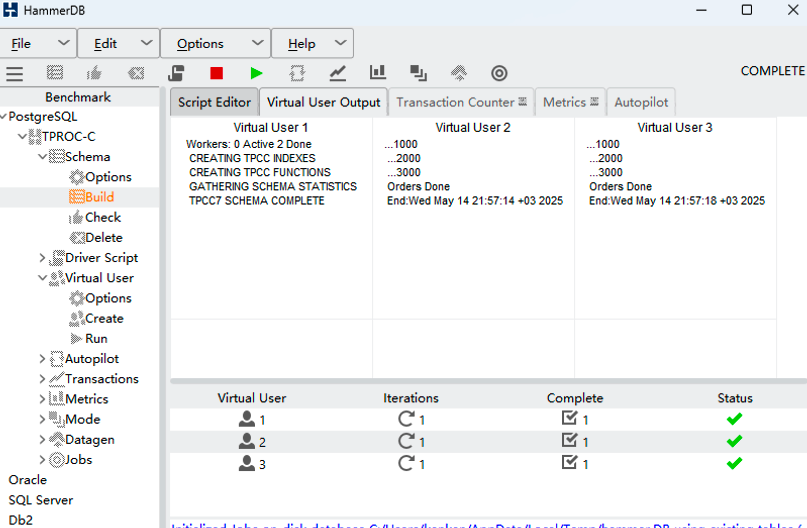 HammerDB
File Edit Options Help
COMPLETE
Benchmark
PostgreSQL
TPROC-C
Schema
Options
Build
Check
Delete
Driver Script
Virtual User
Options
Create
Run
Autopilot
Transactions
Metrics
Mode
Datagen
Jobs
Oracle
SQL Server
Db2
Script Editor Virtual User Output Transaction Counter Metrics Autopilot
Virtual User 1
Workers: 0 Active 2 Done
CREATING TPCC INDEXES
CREATING TPCC FUNCTIONS
GATHERING SCHEMA STATISTICS
TPCC7 SCHEMA COMPLETE
Virtual User 2
...1000
...2000
...3000
Orders Done
End:Wed May 14 21:57:14 +03 2025
Virtual User 3
...1000
...2000
...3000
Orders Done
End:Wed May 14 21:57:18 +03 2025
Virtual User Iterations Complete Status
1 1 1
2 1 1
3 1 1